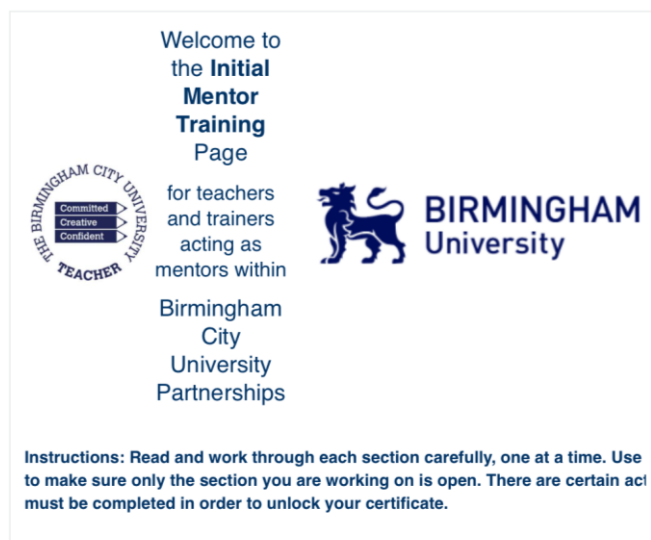 THE BIRMINGHAM CITY UNIVERSITY
Committed
Creative
Confident
TEACHER
Welcome to
the Initial
Mentor
Training
Page
for teachers
and trainers
acting as
mentors within
Birmingham
City
University
Partnerships
BIRMINGHAM
University
Instructions: Read and work through each section carefully, one at a time. Use
to make sure only the section you are working on is open. There are certain act
must be completed in order to unlock your certificate.